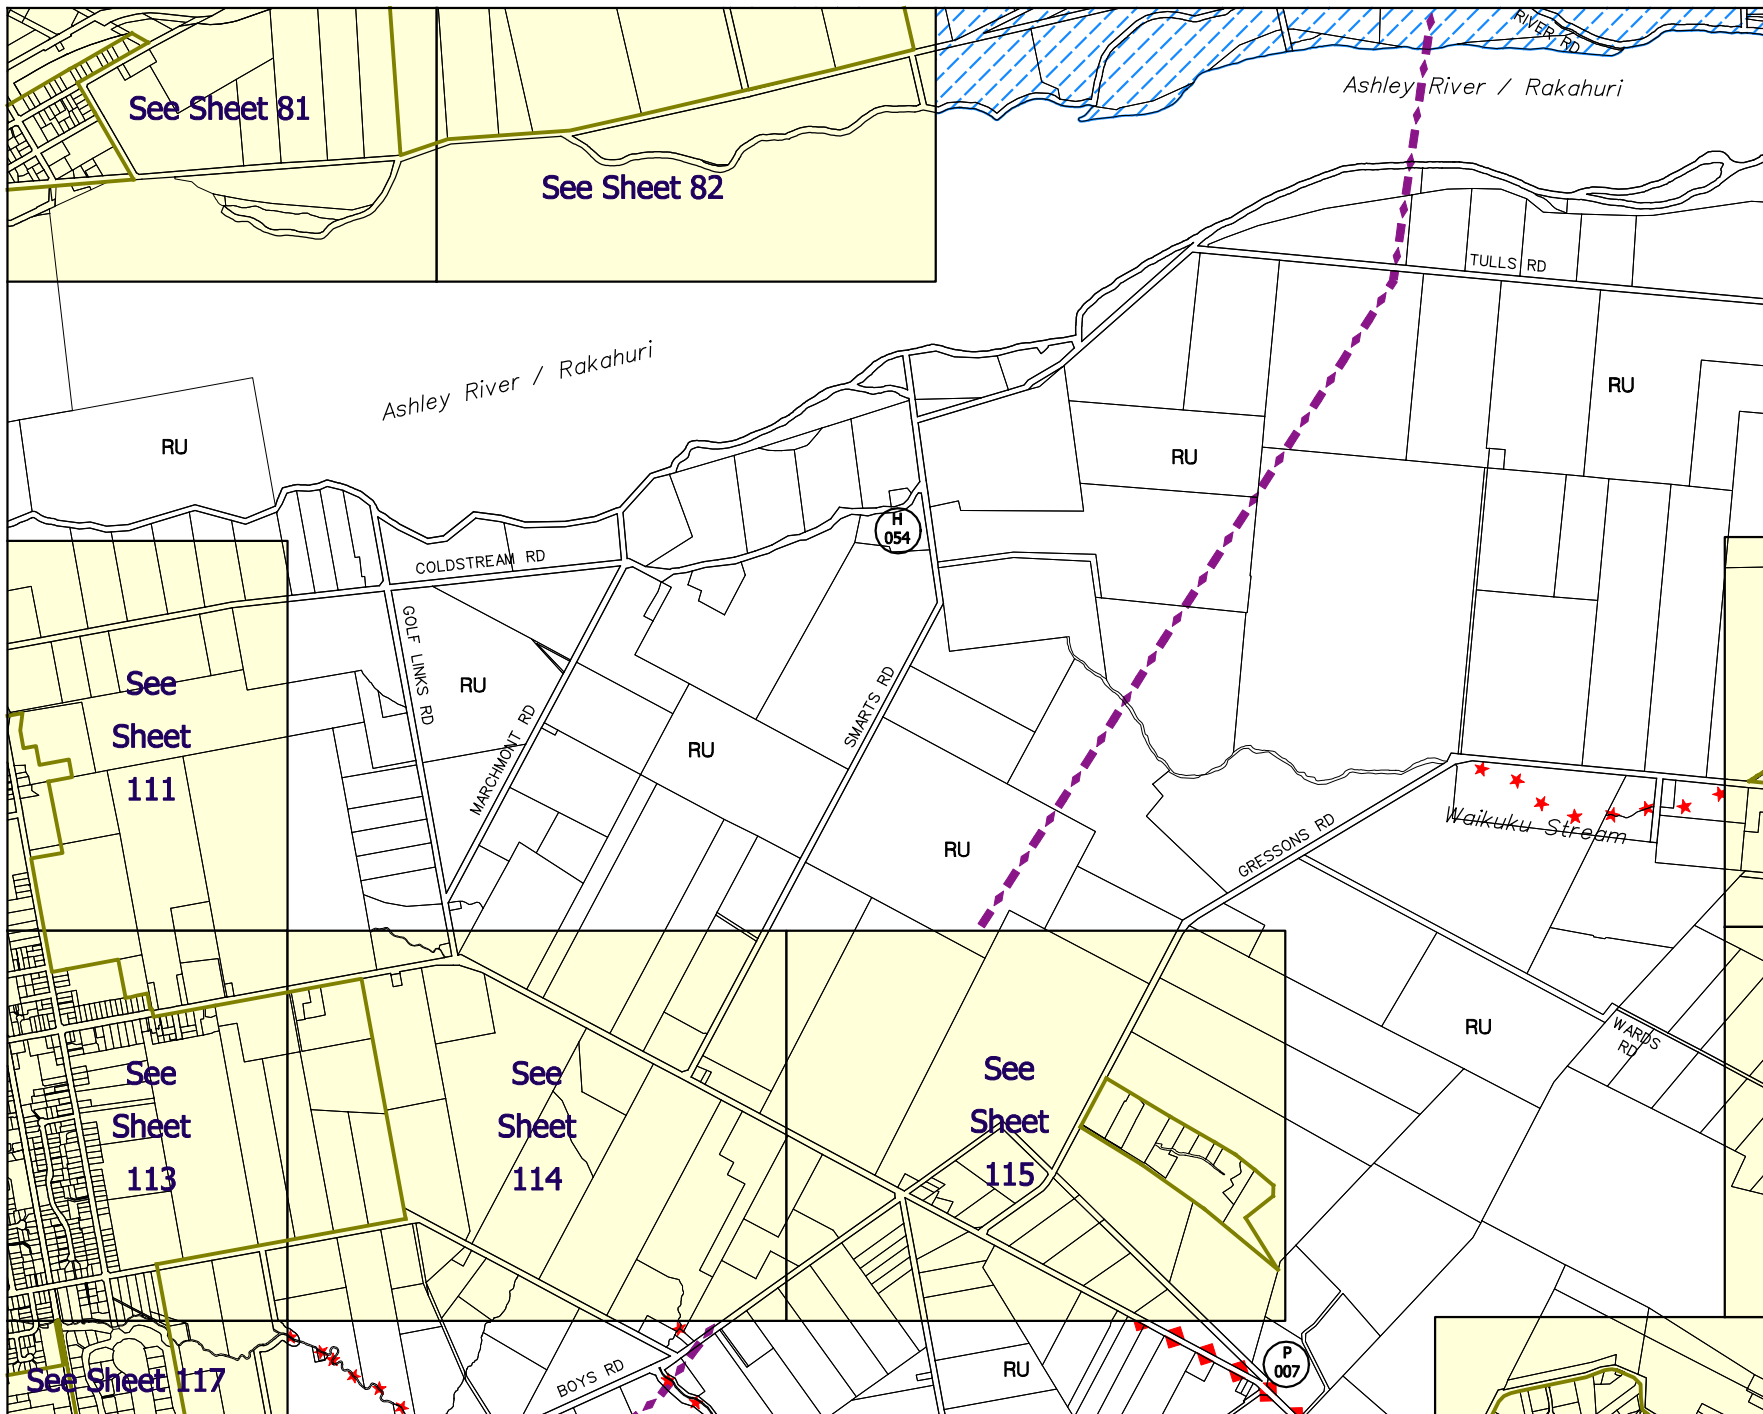 RIVER RD
Ashley River / Rakahuri
See Sheet 81
See Sheet 82
TULLS RD
Ashley River / Rakahuri
RU
RU
RU
H
054
COLDSTREAM RD
GOLF LINKS RD
RU
MARCHMONT RD
SMARTS RD
RU
See
Sheet
111
RU
GRESSONS RD
Waikuku Stream
RU
WARDS
RD
See
Sheet
113
See
Sheet
114
See
Sheet
115
See Sheet 117
BOYS RD
RU
P
007